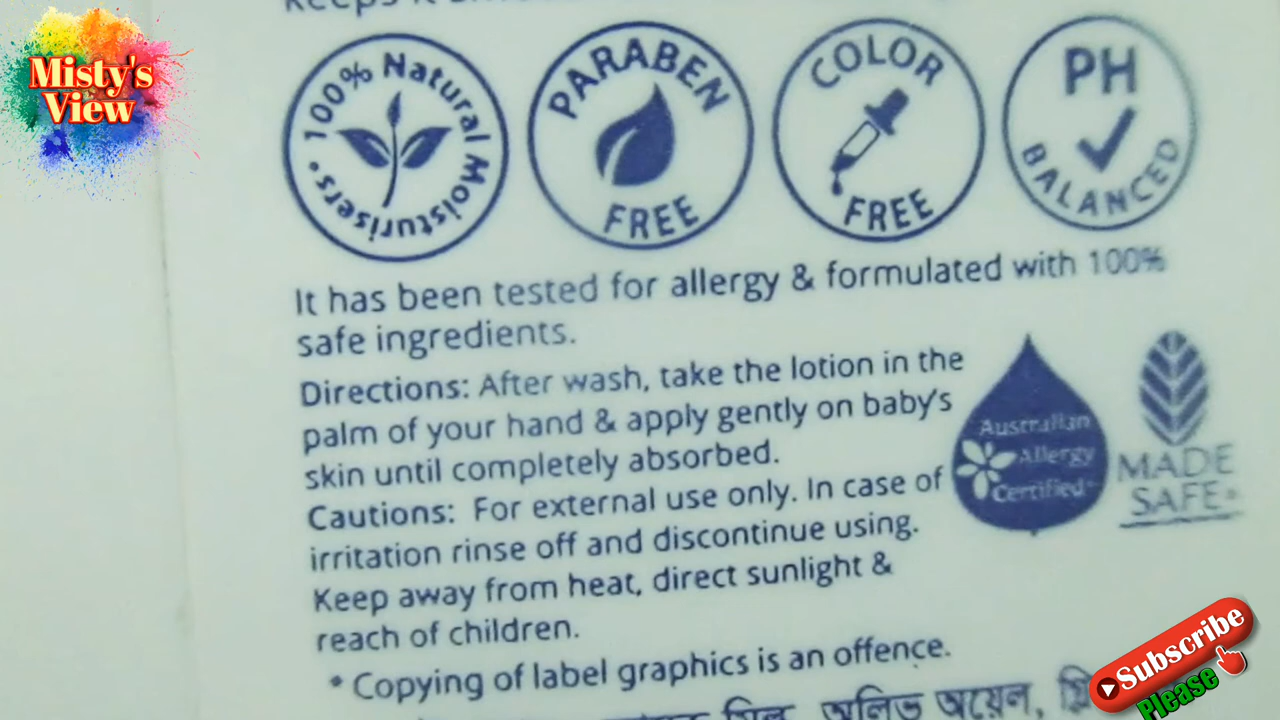 Misty's
View
Keeps it
100% Natural Moisturisers
PARABEN
FREE
COLOR
FREE
PH
BALANCED
It has been tested for allergy & formulated with 100%
safe ingredients.
Directions: After wash, take the lotion in the
palm of your hand & apply gently on baby's
skin until completely absorbed.
Cautions: For external use only. In case of
irritation rinse off and discontinue using.
Keep away from heat, direct sunlight &
reach of children.
* Copying of label graphics is an offence.
Australian
Allergy
Certified
MADE
SAFE
অলিভ অয়েল,
Subscribe
Please